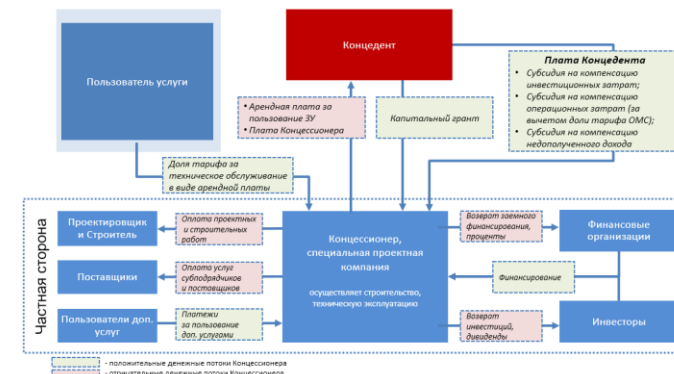 Пользователь услуги
Концедент
Плата Концедента
• Субсидия на компенсацию
инвестиционных затрат;
• Субсидия на компенсацию
операционных затрат (за
вычетом доли тарифа ОМС);
• Субсидия на компенсацию
недополученного дохода
• Арендная плата за
пользование ЗУ
• Плата Концессионера
Капитальный грант
Доля тарифа за
техническое обслуживание
в виде арендной платы
Частная сторона
Проектировщик
и Строитель
Оплата проектных
и строительных
работ
Концессионер,
специальная проектная
компания
осуществляет строительство,
техническую эксплуатацию
Возврат заемного
финансирования,
проценты
Финансовые
организации
Поставщики
Оплата услуг
субподрядчиков
и поставщиков
Финансирование
Пользователи доп.
услуг
Платежи
за пользование
доп. услугами
Возврат
инвестиций,
дивиденды
Инвесторы
- положительные денежные потоки Концессионера
- отрицательные денежные потоки Концессионера